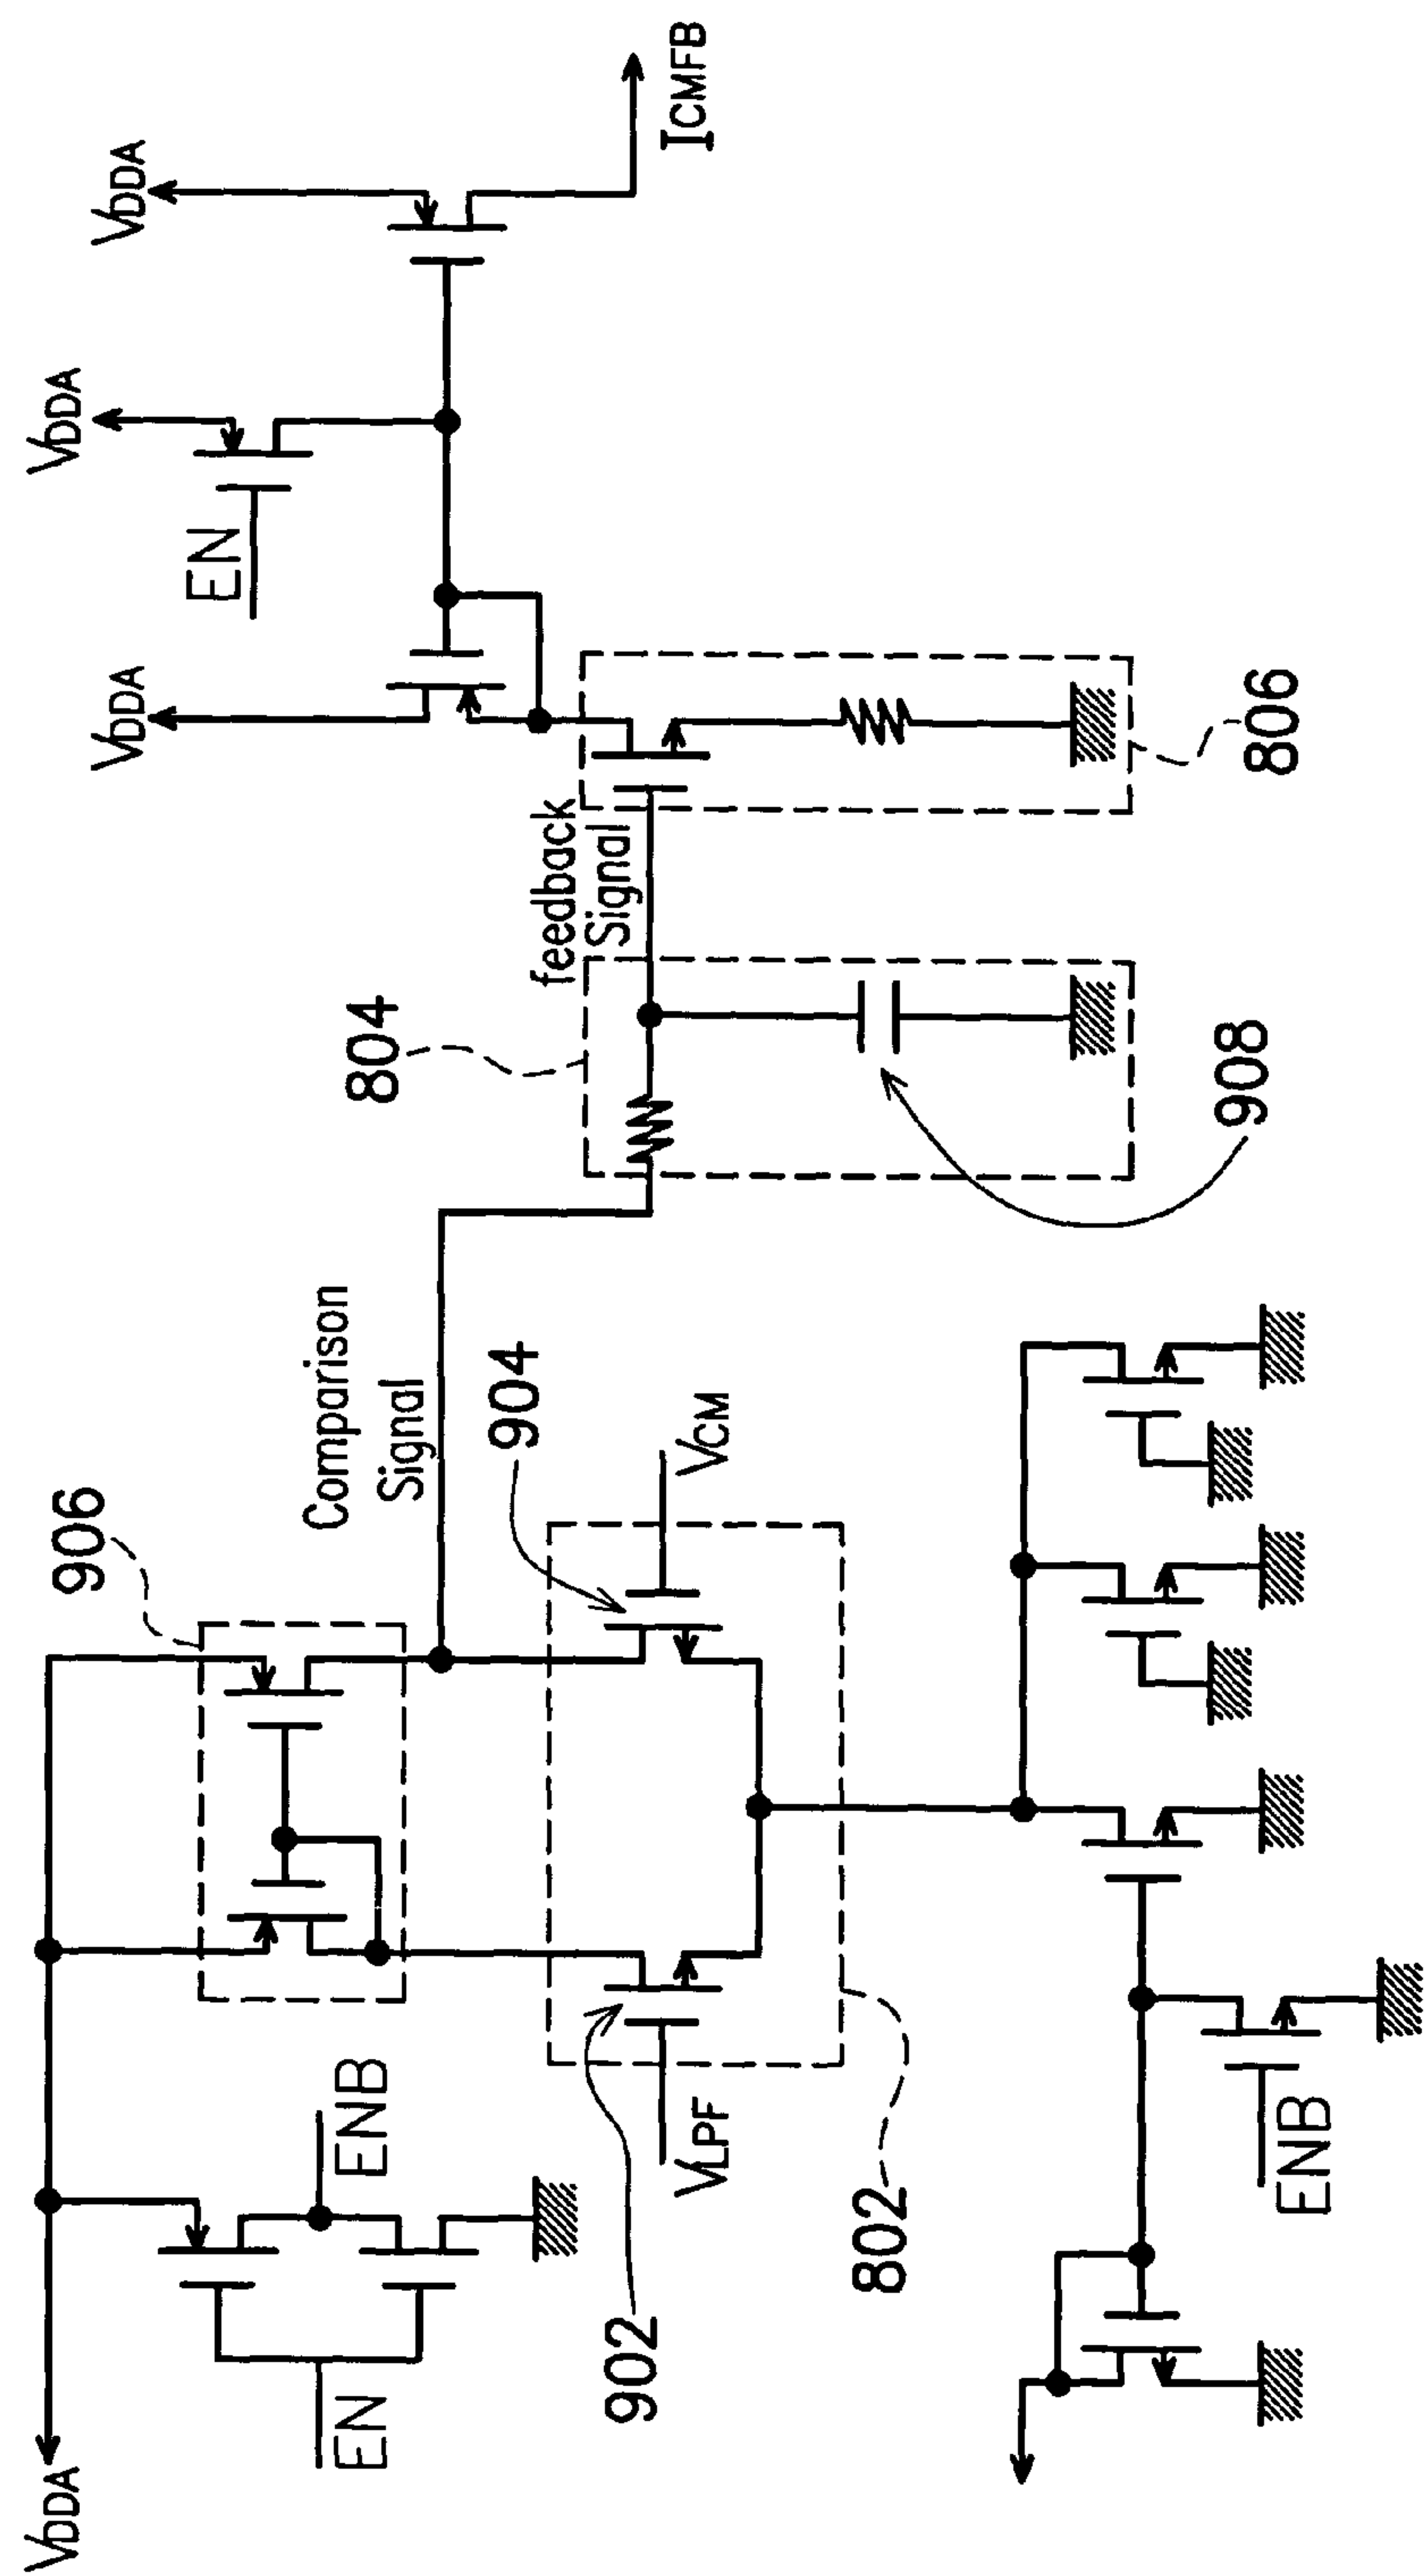 VDDA
EN
ENB
906
Comparison
Signal
904
VCM
VLPF
902
802
ENB
804
feedback
Signal
908
806
VDDA
EN
VDDA
VDDA
ICMFB